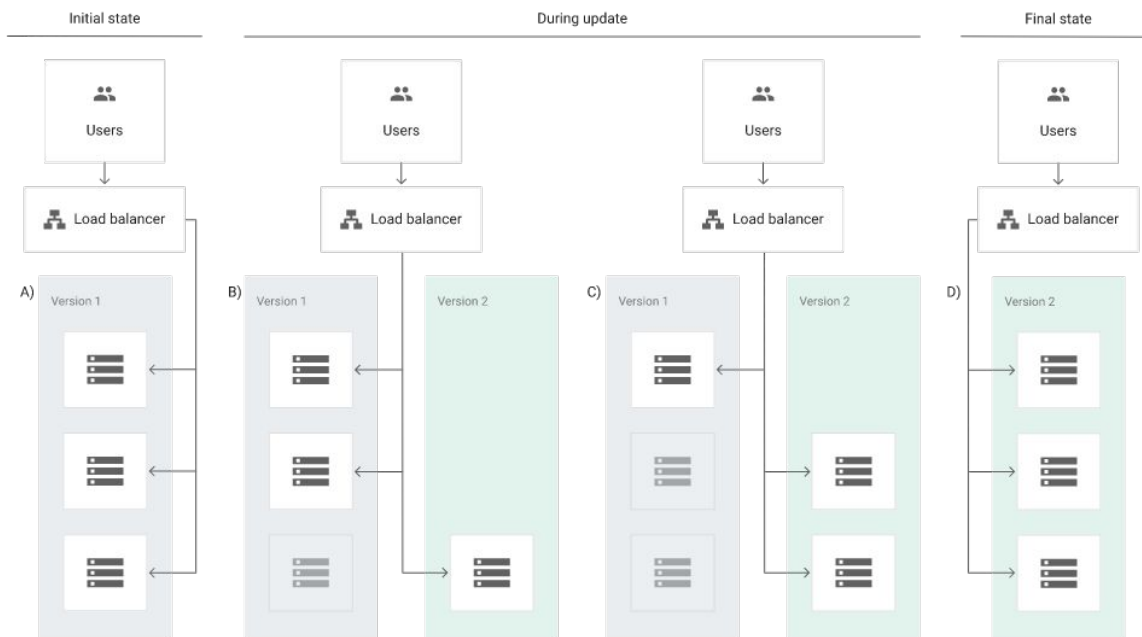 Initial state
During update
Final state
Users
Users
Users
Users
Load balancer
Load balancer
Load balancer
Load balancer
A)
Version 1
B)
Version 1
Version 2
C)
Version 1
Version 2
D)
Version 2